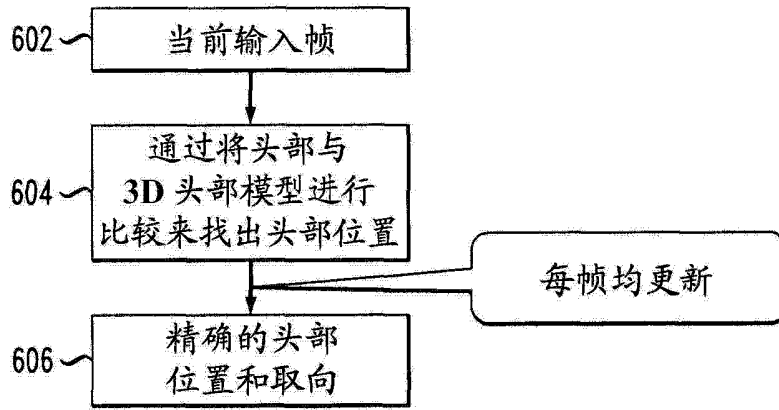 602
当前输入帧
604
通过将头部与
3D 头部模型进行
比较来找出头部位置
每帧均更新
606
精确的头部
位置和取向